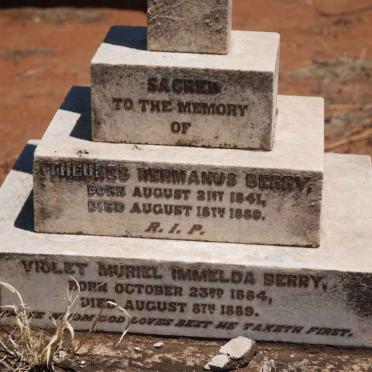 SACRED
TO THE MEMORY
OF
THEUNES HERMANUS BERRY,
BORN AUGUST 21ST 1841,
DIED AUGUST 18TH 1889.
R.I.P.
VIOLET MURIEL IMMELDA BERRY,
BORN OCTOBER 23RD 1884,
DIED AUGUST 8TH 1889.
WHOM GOD LOVES BEST HE TAKETH FIRST.